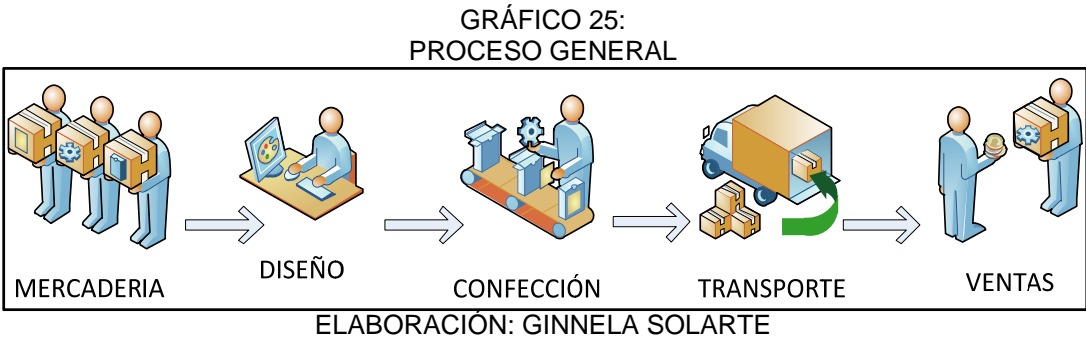 GRÁFICO 25:
PROCESO GENERAL
MERCADERIA
DISEÑO
CONFECCIÓN
TRANSPORTE
VENTAS
ELABORACIÓN: GINNELA SOLARTE